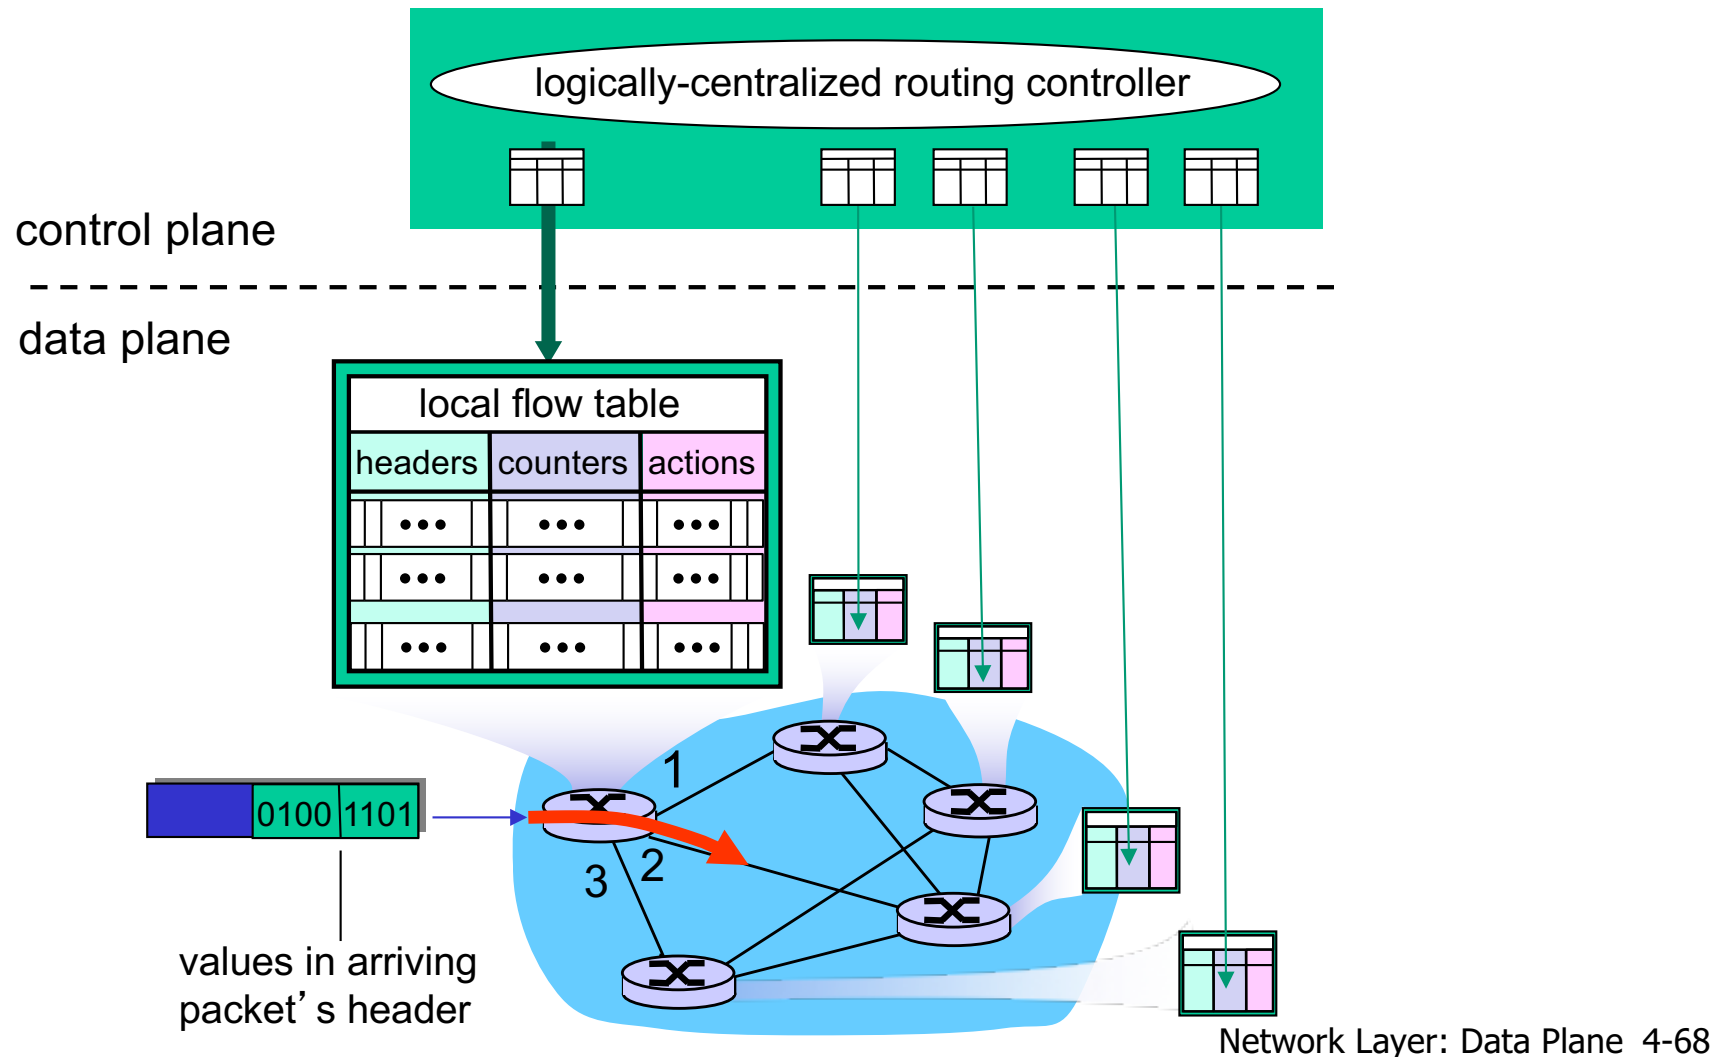 logically-centralized routing controller
control plane
data plane
local flow table
headers counters actions
1
0100 1101
2
3
values in arriving
packet’s header
Network Layer: Data Plane 4-68